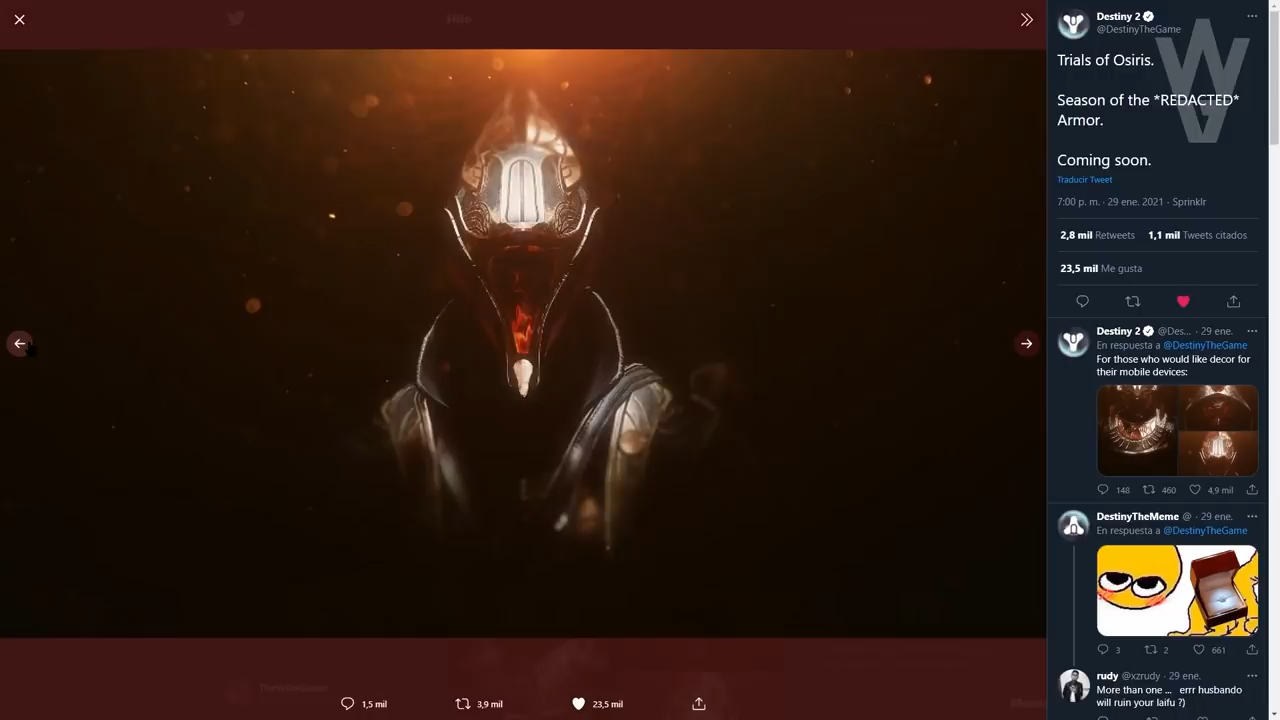 Hilo
Destiny 2
@DestinyTheGame
WG
Trials of Osiris.
Season of the *REDACTED*
Armor.
Coming soon.
Traducir Tweet
7:00 p. m. · 29 ene. 2021 · Sprinklr
2,8 mil Retweets 1,1 mil Tweets citados
23,5 mil Me gusta
Destiny 2 @Des... · 29 ene.
En respuesta a @DestinyTheGame
For those who would like decor for
their mobile devices:
148 460 4,9 mil
DestinyTheMeme @ · 29 ene.
En respuesta a @DestinyTheGame
3 2 661
rudy @xzrudy · 29 ene.
More than one ... errr husbando
will ruin your laifu ?)
1,5 mil 3,9 mil 23,5 mil